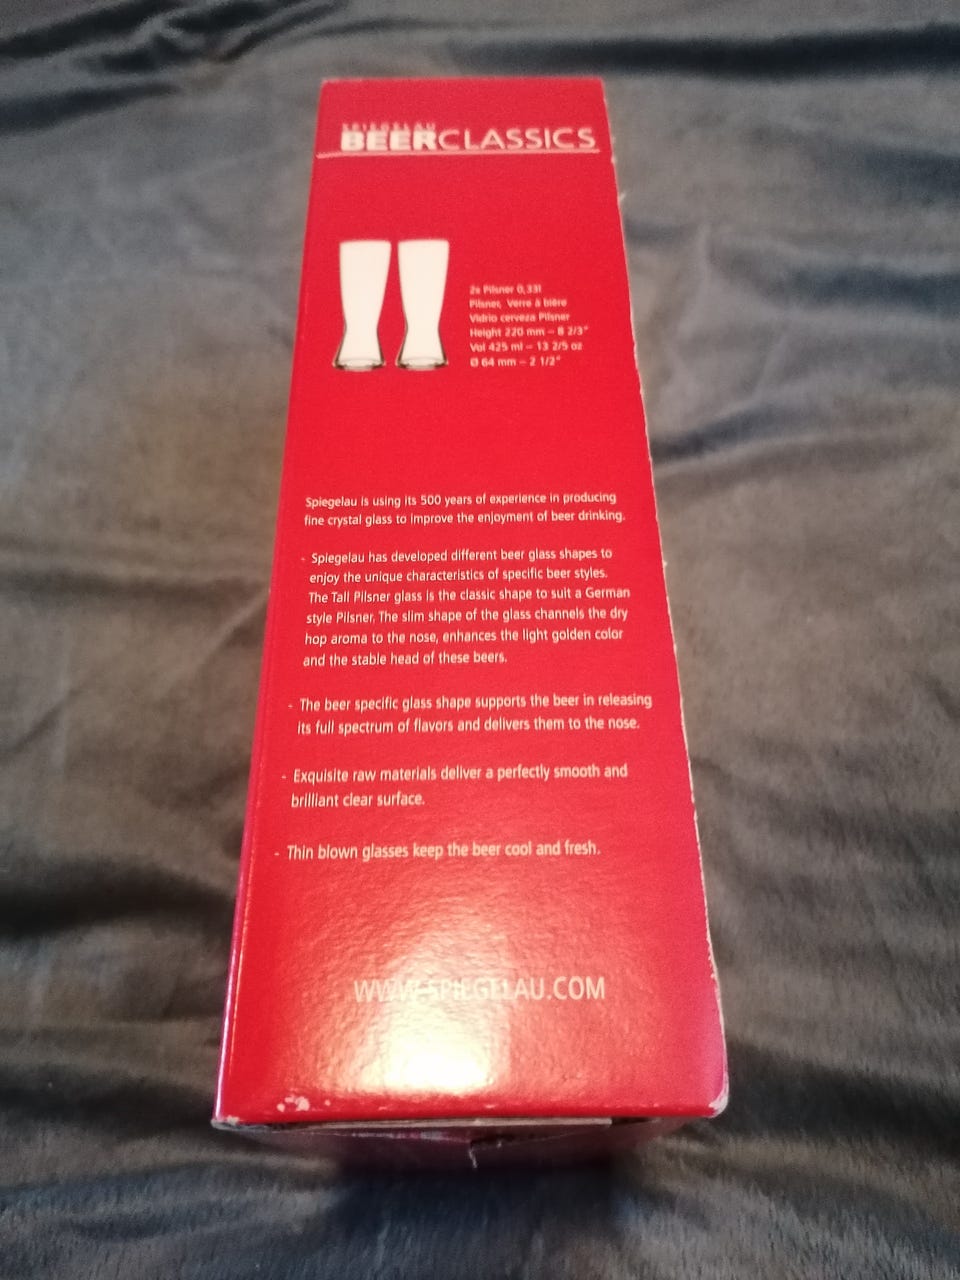 SPIEGELAU
BEERCLASSICS
2x Pilsner 0,33l
Pilsner, Verre à bière
Vidrio cerveza Pilsner
Height 220 mm – 8 2/3"
Vol 425 ml – 13 2/5 oz
Ø 64 mm – 2 1/2"
Spiegelau is using its 500 years of experience in producing
fine crystal glass to improve the enjoyment of beer drinking.
- Spiegelau has developed different beer glass shapes to
enjoy the unique characteristics of specific beer styles.
The Tall Pilsner glass is the classic shape to suit a German
style Pilsner. The slim shape of the glass channels the dry
hop aroma to the nose, enhances the light golden color
and the stable head of these beers.
- The beer specific glass shape supports the beer in releasing
its full spectrum of flavors and delivers them to the nose.
- Exquisite raw materials deliver a perfectly smooth and
brilliant clear surface.
- Thin blown glasses keep the beer cool and fresh.
WWW.SPIEGELAU.COM